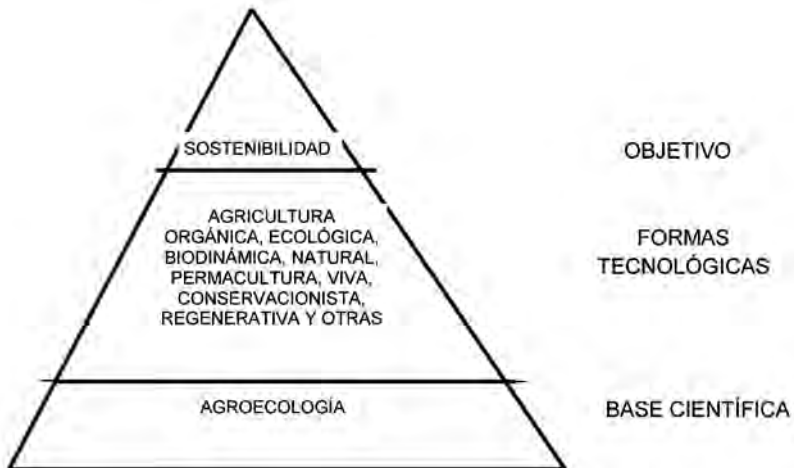 SOSTENIBILIDAD
OBJETIVO
AGRICULTURA
ORGÁNICA, ECOLÓGICA,
BIODINÁMICA, NATURAL,
PERMACULTURA, VIVA,
CONSERVACIONISTA,
REGENERATIVA Y OTRAS
FORMAS
TECNOLÓGICAS
AGROECOLOGÍA
BASE CIENTÍFICA